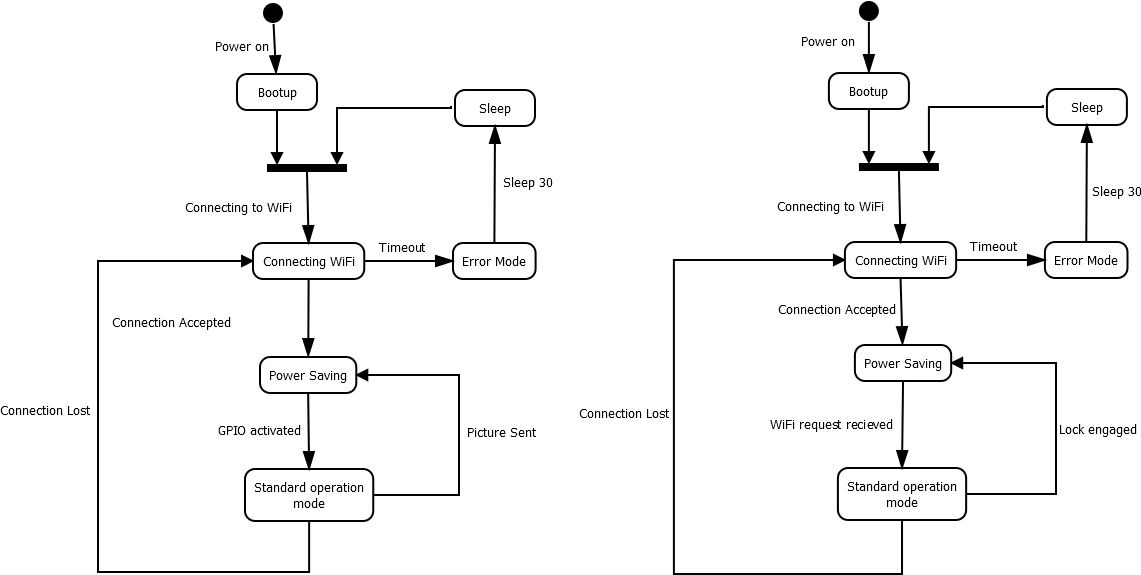 Power on
Bootup
Sleep
Sleep 30
Connecting to WiFi
Timeout
Connecting WiFi
Error Mode
Connection Accepted
Power Saving
Connection Lost
GPIO activated
Picture Sent
Standard operation
mode
Power on
Bootup
Sleep
Sleep 30
Connecting to WiFi
Timeout
Connecting WiFi
Error Mode
Connection Accepted
Power Saving
Connection Lost
WiFi request recieved
Lock engaged
Standard operation
mode